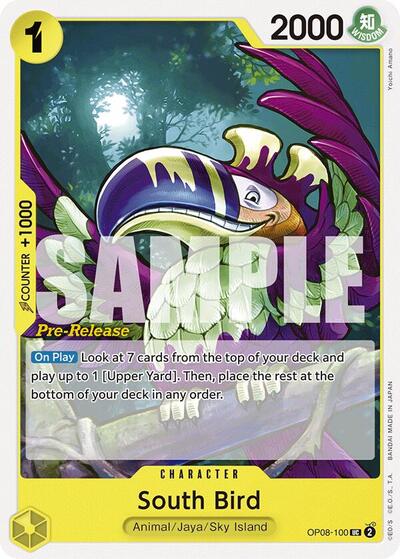 1
2000
知
WISDOM
Yoichi Amano
COUNTER +1000
SAMPLE
Pre-Release
On Play Look at 7 cards from the top of your deck and
play up to 1 [Upper Yard]. Then, place the rest at the
bottom of your deck in any order.
CHARACTER
South Bird
Animal/Jaya/Sky Island
OP08-100 UC 2
©E.O./S. ©E.O./S., T.A. BANDAI MADE IN JAPAN